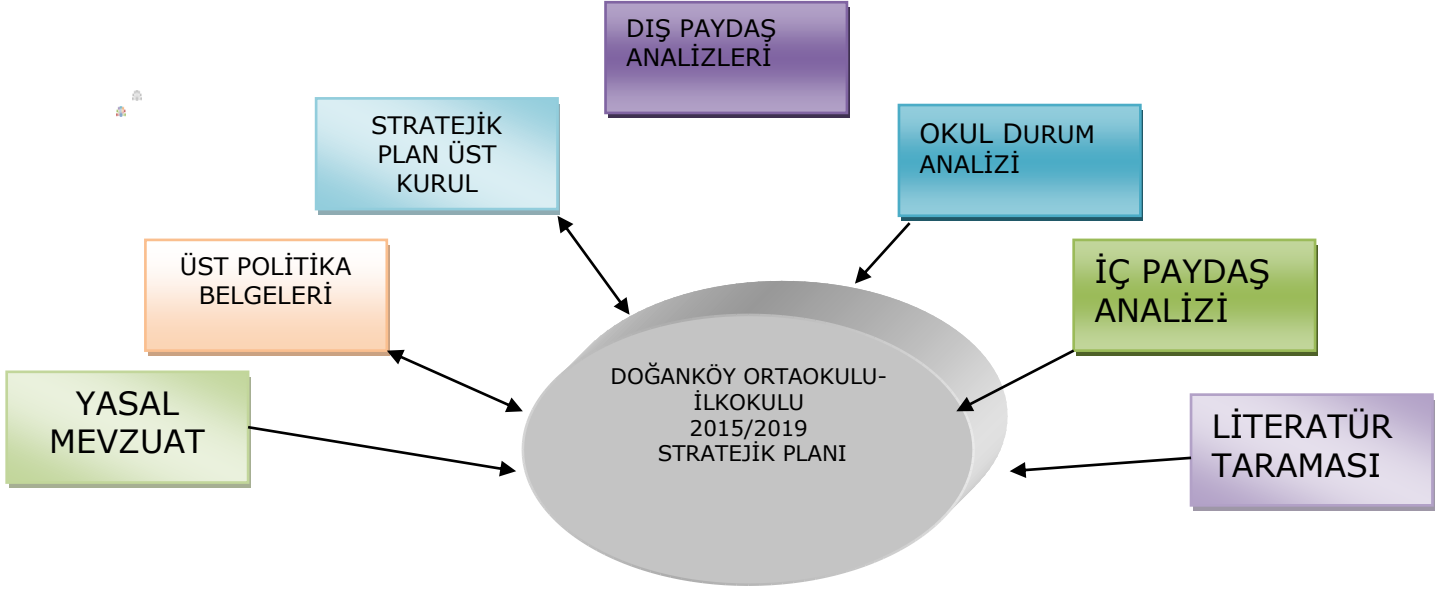 DIŞ PAYDAŞ
ANALİZLERİ
STRATEJİK
PLAN ÜST
KURUL
OKUL DURUM
ANALİZİ
ÜST POLİTİKA
BELGELERİ
İÇ PAYDAŞ
ANALİZİ
YASAL
MEVZUAT
DOĞANKÖY ORTAOKULU-
İLKOKULU
2015/2019
STRATEJİK PLANI
LİTERATÜR
TARAMASI